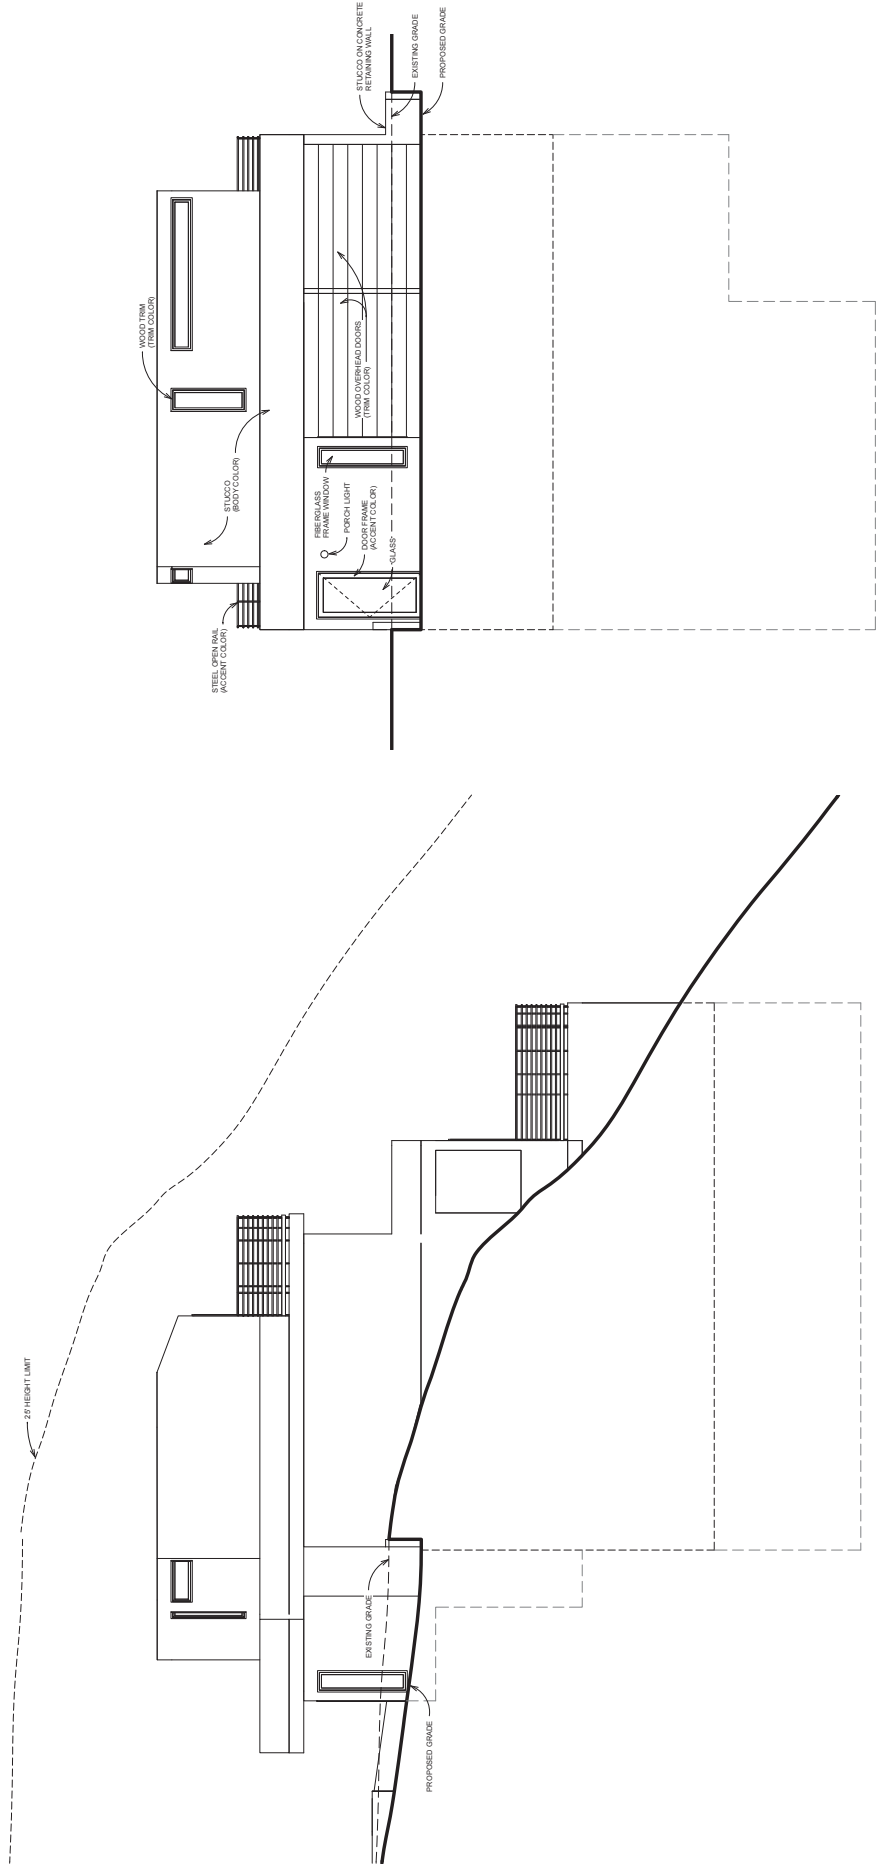 STUCCO ON CONCRETE
RETAINING WALL
EXISTING GRADE
PROPOSED GRADE
WOOD TRIM
(TRIM COLOR)
WOOD OVERHEAD DOORS
(TRIM COLOR)
STUCCO
(BODY COLOR)
FIBERGLASS
FRAME WINDOW
PORCH LIGHT
DOOR FRAME
(ACCENT COLOR)
GLASS
STEEL OPEN RAIL
(ACCENT COLOR)
25' HEIGHT LIMIT
EXISTING GRADE
PROPOSED GRADE